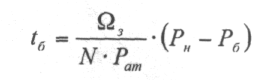 t_б = Ω_з / (N · P_ат) · (P_н − P_б)